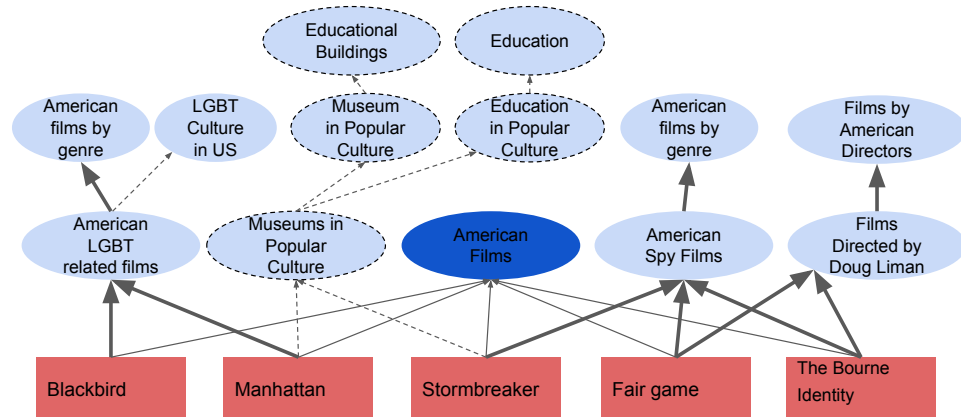 Educational
Buildings
Education
American
films by
genre
LGBT
Culture
in US
Museum
in Popular
Culture
Education
in Popular
Culture
American
films by
genre
Films by
American
Directors
American
LGBT
related films
Museums in
Popular
Culture
American
Films
American
Spy Films
Films
Directed by
Doug Liman
Blackbird
Manhattan
Stormbreaker
Fair game
The Bourne
Identity